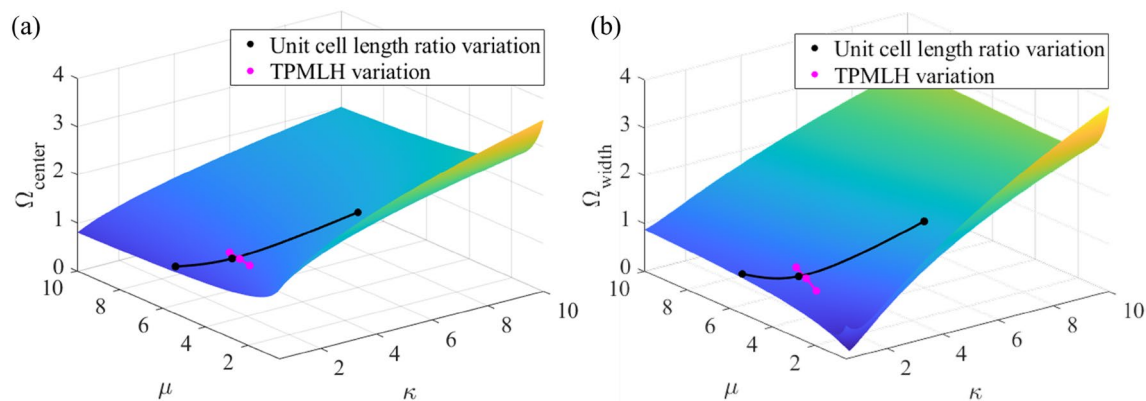 (a)
Unit cell length ratio variation
TPMLH variation
4
3
2
1
0
Ω_center
10
8
6
4
2
μ
2
4
6
8
10
κ
(b)
Unit cell length ratio variation
TPMLH variation
4
3
2
1
0
Ω_width
10
8
6
4
2
μ
2
4
6
8
10
κ